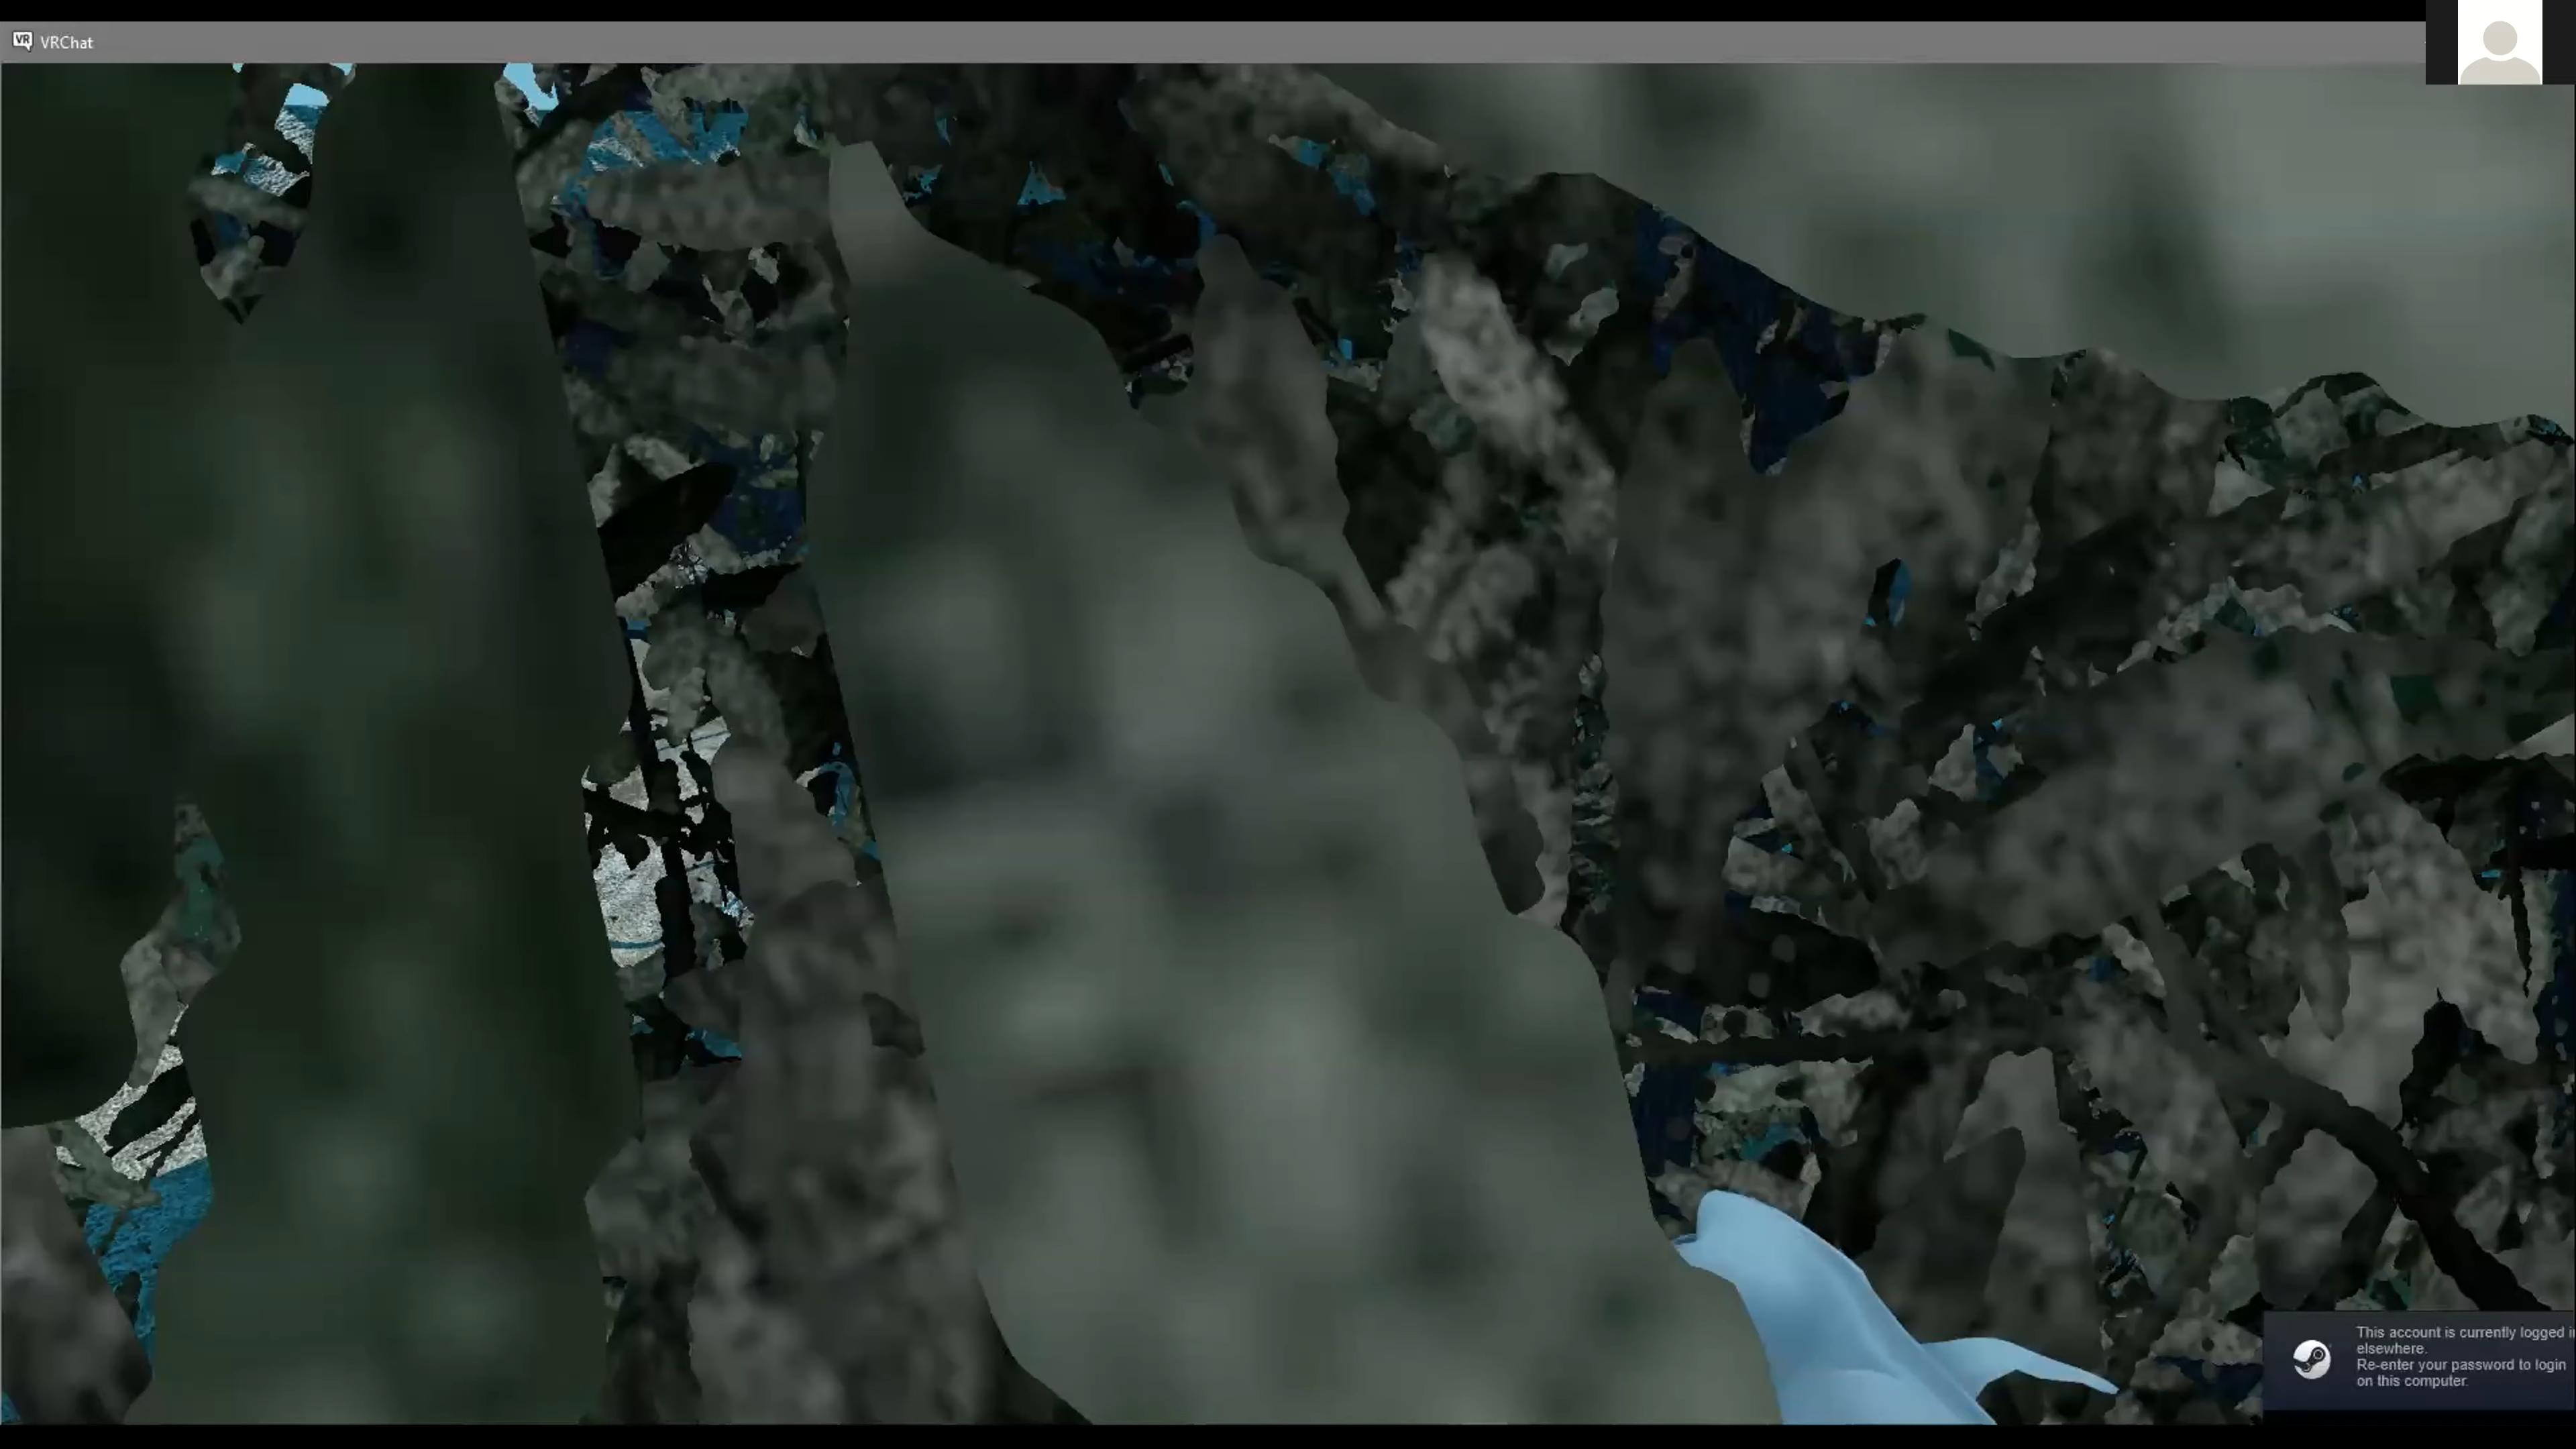 VRChat
This account is currently logged i
elsewhere.
Re-enter your password to login
on this computer.